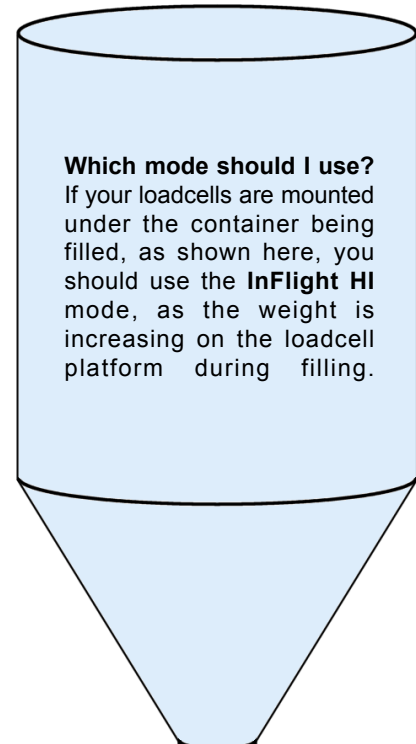 Which mode should I use?
If your loadcells are mounted
under the container being
filled, as shown here, you
should use the InFlight HI
mode, as the weight is
increasing on the loadcell
platform during filling.